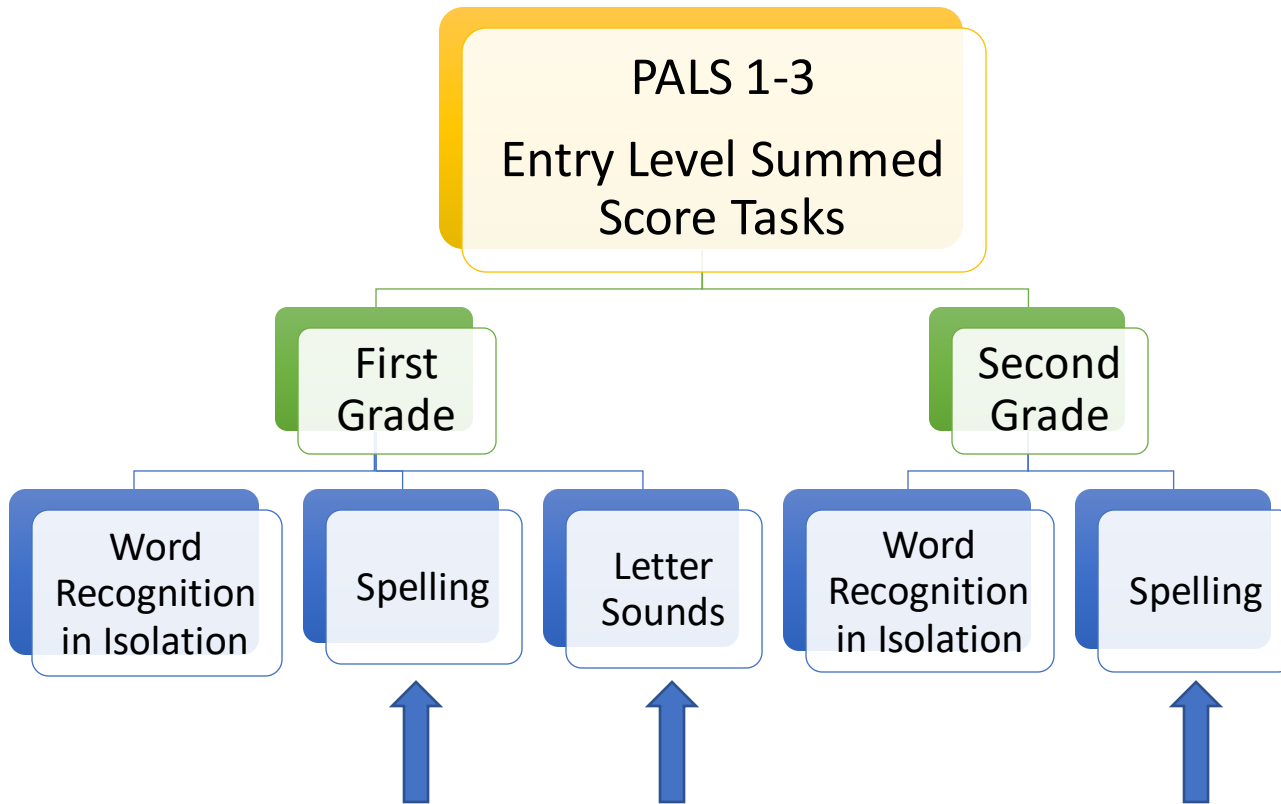 PALS 1-3
Entry Level Summed
Score Tasks
First
Grade
Second
Grade
Word
Recognition
in Isolation
Spelling
Letter
Sounds
Word
Recognition
in Isolation
Spelling